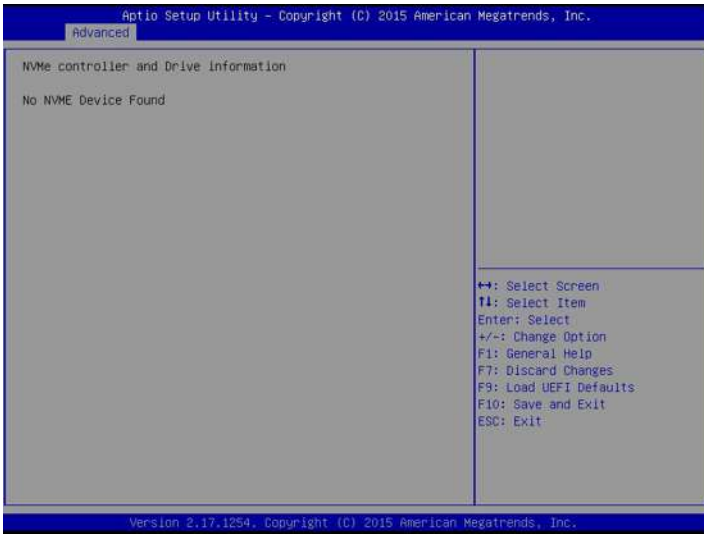 Aptio Setup Utility – Copyright (C) 2015 American Megatrends, Inc.
Advanced
NVMe controller and Drive information
No NVME Device Found
↔: Select Screen
↑↓: Select Item
Enter: Select
+/-: Change Option
F1: General Help
F7: Discard Changes
F9: Load UEFI Defaults
F10: Save and Exit
ESC: Exit
Version 2.17.1254. Copyright (C) 2015 American Megatrends, Inc.